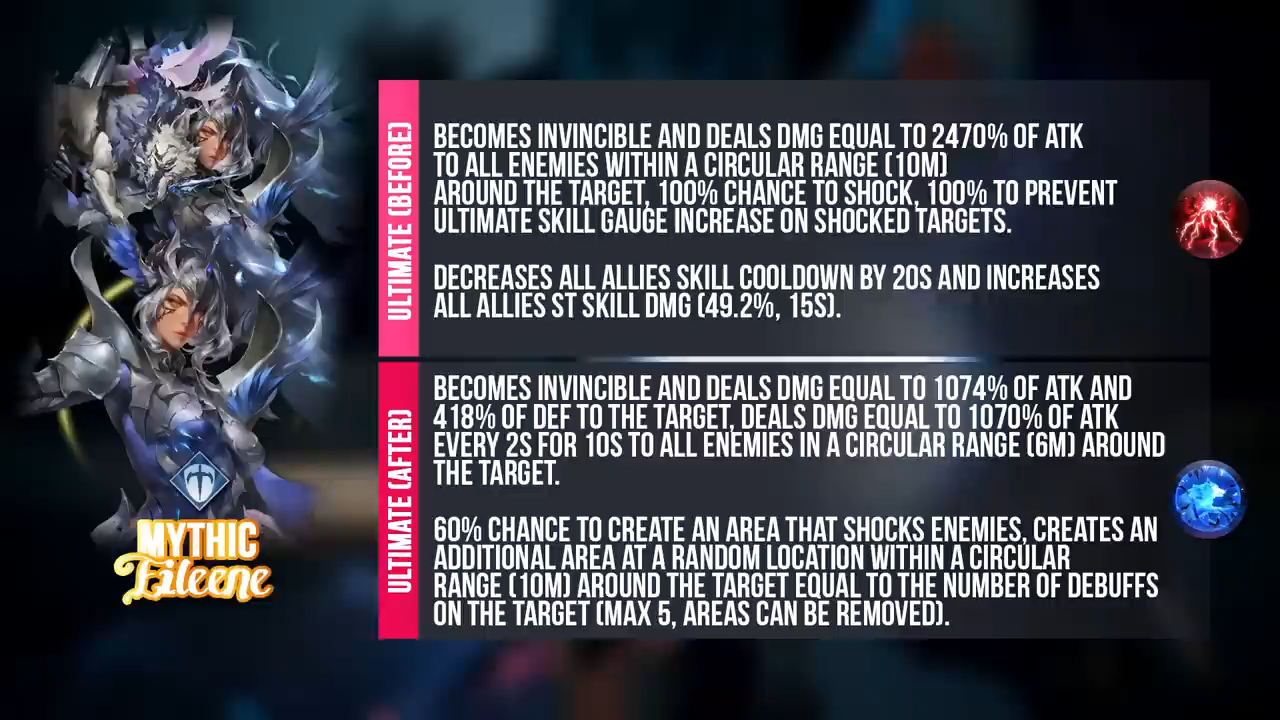 ULTIMATE (BEFORE)
BECOMES INVINCIBLE AND DEALS DMG EQUAL TO 2470% OF ATK
TO ALL ENEMIES WITHIN A CIRCULAR RANGE (10M)
AROUND THE TARGET, 100% CHANCE TO SHOCK, 100% TO PREVENT
ULTIMATE SKILL GAUGE INCREASE ON SHOCKED TARGETS.
DECREASES ALL ALLIES SKILL COOLDOWN BY 20S AND INCREASES
ALL ALLIES ST SKILL DMG (49.2%, 15S).
ULTIMATE (AFTER)
BECOMES INVINCIBLE AND DEALS DMG EQUAL TO 1074% OF ATK AND
418% OF DEF TO THE TARGET, DEALS DMG EQUAL TO 1070% OF ATK
EVERY 2S FOR 10S TO ALL ENEMIES IN A CIRCULAR RANGE (6M) AROUND
THE TARGET.
60% CHANCE TO CREATE AN AREA THAT SHOCKS ENEMIES, CREATES AN
ADDITIONAL AREA AT A RANDOM LOCATION WITHIN A CIRCULAR
RANGE (10M) AROUND THE TARGET EQUAL TO THE NUMBER OF DEBUFFS
ON THE TARGET (MAX 5, AREAS CAN BE REMOVED).
MYTHIC
Eileene